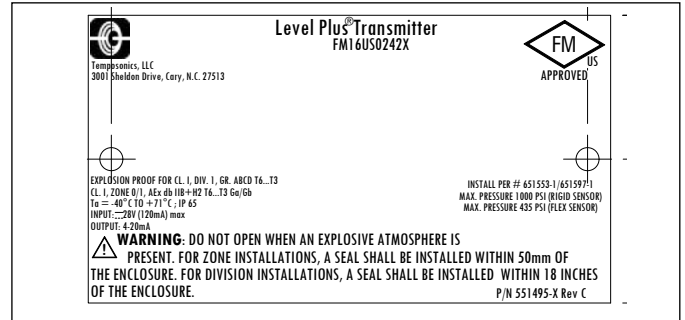 Level Plus® Transmitter
FM16US0242X
FM
US
APPROVED
Temposonics, LLC
3001 Sheldon Drive, Cary, N.C. 27513
EXPLOSION PROOF FOR CL. I, DIV. 1, GR. ABCD T6...T3
CL. I, ZONE 0/1, AEx db IIB+H2 T6...T3 Ga/Gb
Ta = -40°C TO +71°C ; IP 65
INPUT: ⎓28V (120mA) max
OUTPUT: 4-20mA
INSTALL PER # 651553-1/651597-1
MAX. PRESSURE 1000 PSI (RIGID SENSOR)
MAX. PRESSURE 435 PSI (FLEX SENSOR)
WARNING: DO NOT OPEN WHEN AN EXPLOSIVE ATMOSPHERE IS
PRESENT. FOR ZONE INSTALLATIONS, A SEAL SHALL BE INSTALLED WITHIN 50mm OF
THE ENCLOSURE. FOR DIVISION INSTALLATIONS, A SEAL SHALL BE INSTALLED WITHIN 18 INCHES
OF THE ENCLOSURE.
P/N 551495-X Rev C